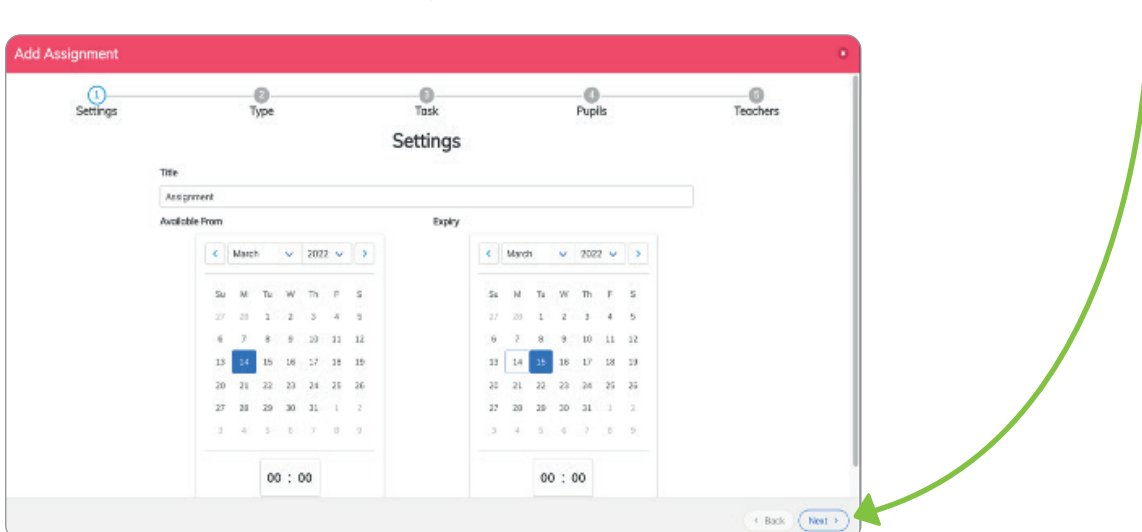 Add Assignment
1 2 3 4 5
Settings Type Task Pupils Teachers
Settings
Title
Assignment
Available From Expiry
March 2022 March 2022
Su M Tu W Th F S Su M Tu W Th F S
27 28 1 2 3 4 5 27 28 1 2 3 4 5
6 7 8 9 10 11 12 6 7 8 9 10 11 12
13 14 15 16 17 18 19 13 14 15 16 17 18 19
20 21 22 23 24 25 26 20 21 22 23 24 25 26
27 28 29 30 31 1 2 27 28 29 30 31 1 2
3 4 5 6 7 8 9 3 4 5 6 7 8 9
00 : 00 00 : 00
Back Next